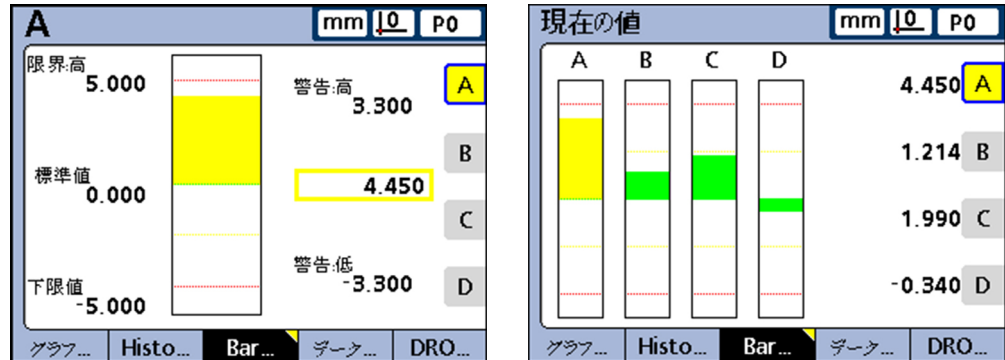 A mm 0 P0
限界:高
5.000
警告:高
3.300
A
B
標準値
0.000
4.450
C
警告:低
-3.300
下限値
-5.000
D
グラフ... Histo... Bar... データ... DRO...
現在の値 mm 0 P0
A B C D
4.450 A
1.214 B
1.990 C
-0.340 D
グラフ... Histo... Bar... データ... DRO...